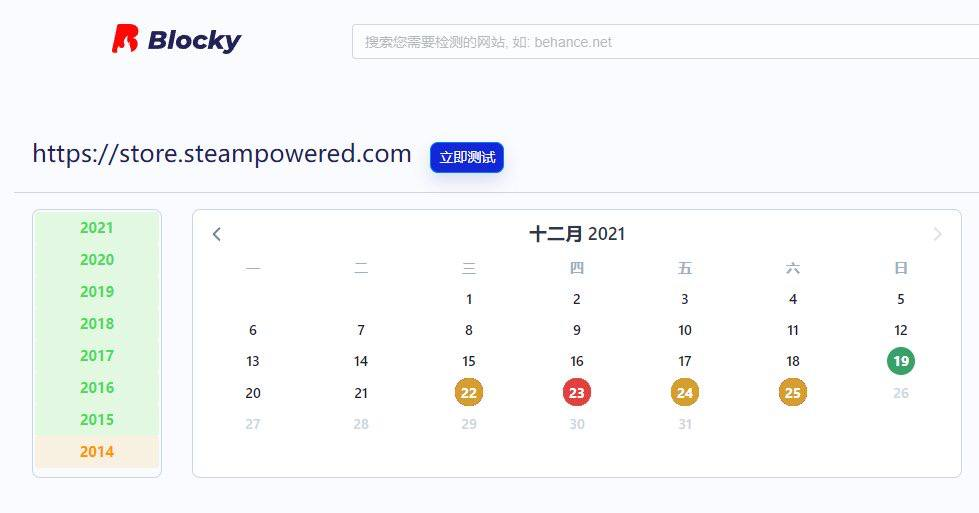 Blocky
搜索您需要检测的网站, 如: behance.net
https://store.steampowered.com 立即测试
2021
2020
2019
2018
2017
2016
2015
2014
十二月 2021
一 二 三 四 五 六 日
1 2 3 4 5
6 7 8 9 10 11 12
13 14 15 16 17 18 19
20 21 22 23 24 25 26
27 28 29 30 31